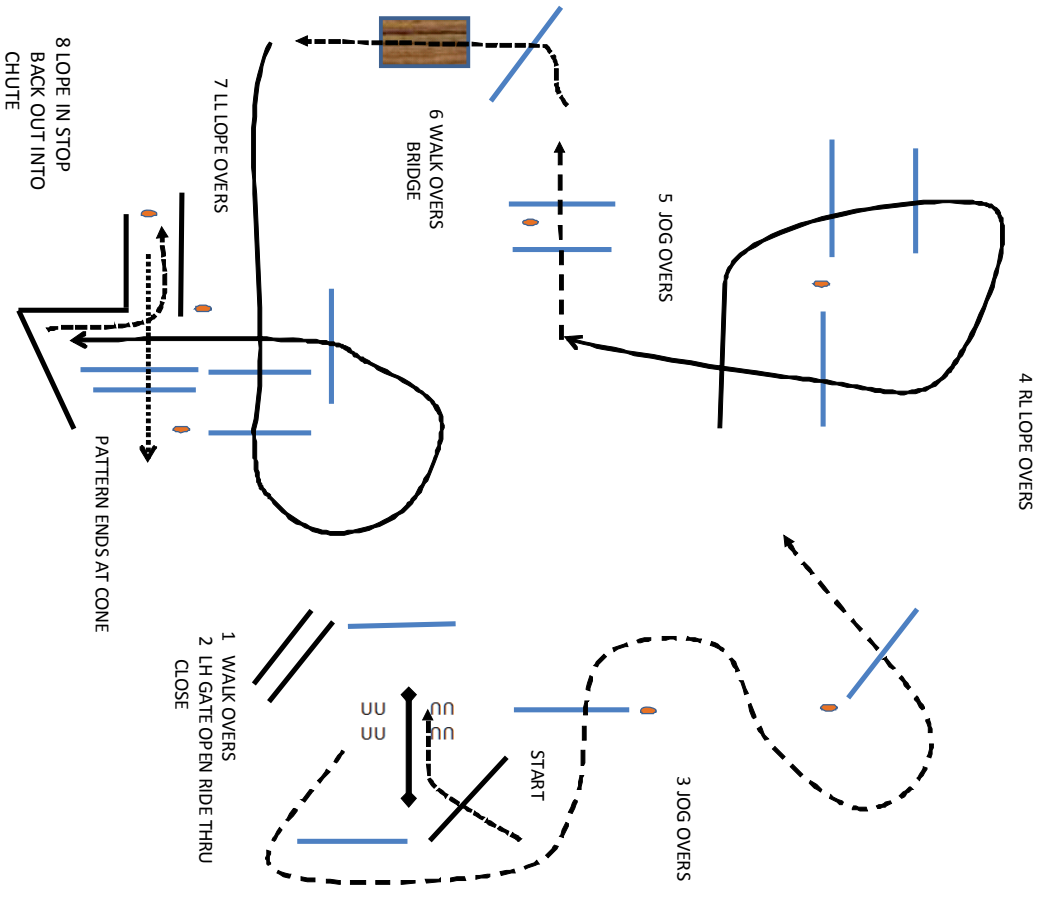 START
1 WALK OVERS
2 LH GATE OPEN RIDE THRU
CLOSE
3 JOG OVERS
4 RL LOPE OVERS
5 JOG OVERS
6 WALK OVERS
BRIDGE
7 LL LOPE OVERS
8 LOPE IN STOP
BACK OUT INTO
CHUTE
PATTERN ENDS AT CONE